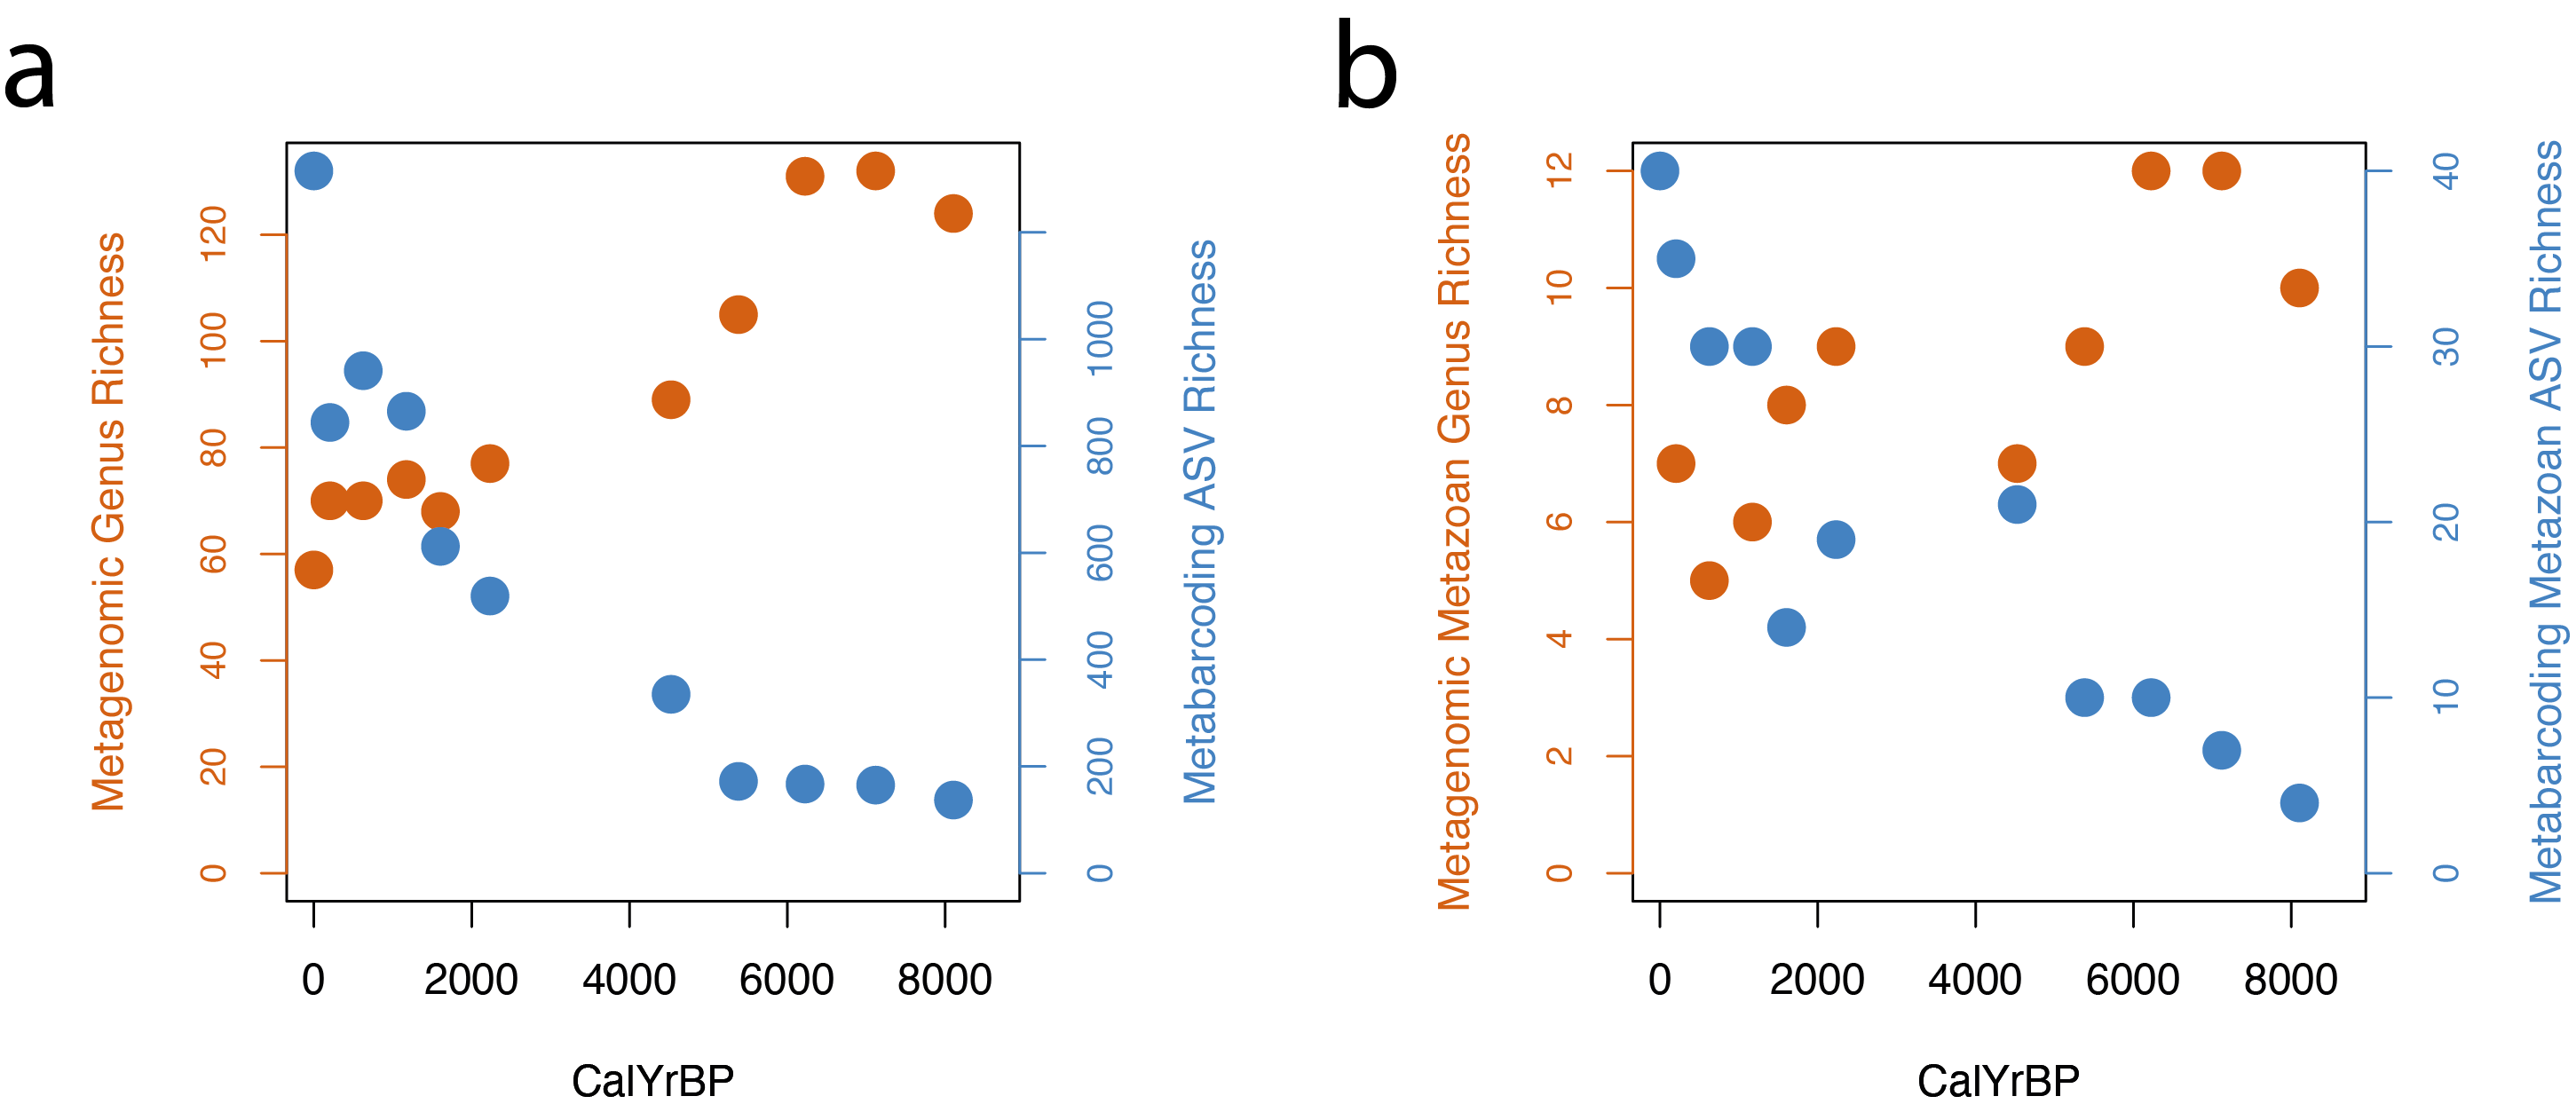 a
Metagenomic Genus Richness
0 20 40 60 80 100 120
0 2000 4000 6000 8000
CalYrBP
0 200 400 600 800 1000
Metabarcoding ASV Richness
b
Metagenomic Metazoan Genus Richness
0 2 4 6 8 10 12
0 2000 4000 6000 8000
CalYrBP
0 10 20 30 40
Metabarcoding Metazoan ASV Richness